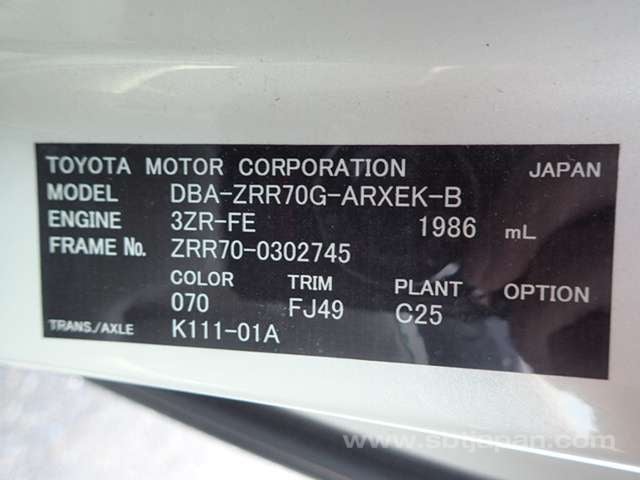 TOYOTA MOTOR CORPORATION JAPAN
MODEL DBA-ZRR70G-ARXEK-B
ENGINE 3ZR-FE 1986 mL
FRAME No. ZRR70-0302745
COLOR TRIM PLANT OPTION
070 FJ49 C25
TRANS./AXLE K111-01A
www.sbtjapan.com